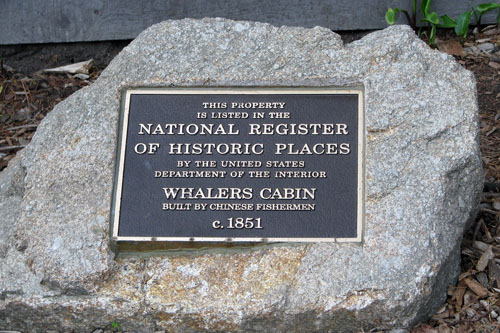 THIS PROPERTY
IS LISTED IN THE
NATIONAL REGISTER
OF HISTORIC PLACES
BY THE UNITED STATES
DEPARTMENT OF THE INTERIOR
WHALERS CABIN
BUILT BY CHINESE FISHERMEN
c. 1851